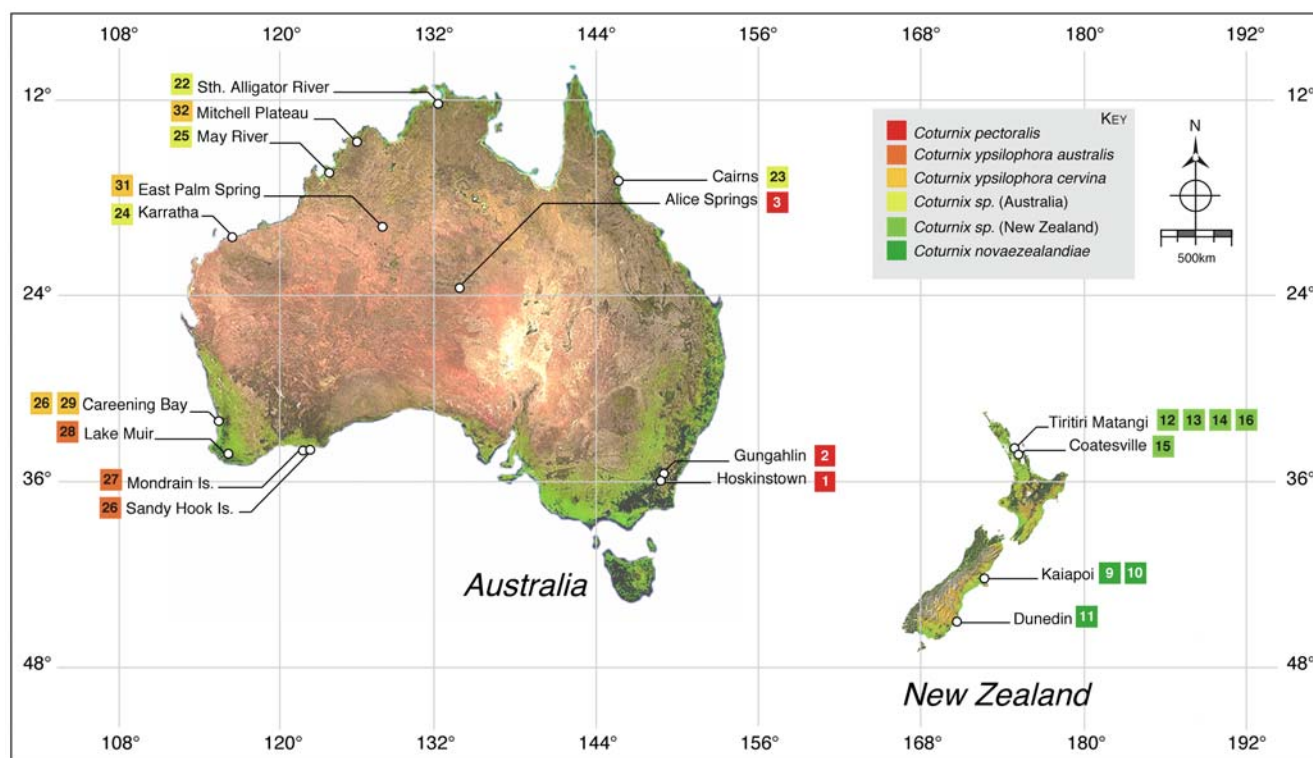 108° 120° 132° 144° 156° 168° 180° 192°
12° 12°
22 Sth. Alligator River
32 Mitchell Plateau
25 May River
31 East Palm Spring
24 Karratha
Cairns 23
Alice Springs 3
KEY
Coturnix pectoralis
Coturnix ypsilophora australis
Coturnix ypsilophora cervina
Coturnix sp. (Australia)
Coturnix sp. (New Zealand)
Coturnix novaezealandiae
N
500km
24° 24°
26 29 Careening Bay
28 Lake Muir
27 Mondrain Is.
26 Sandy Hook Is.
Gungahlin 2
Hoskinstown 1
Tiritiri Matangi 12 13 14 16
Coatesville 15
36° 36°
Kaiapoi 9 10
Dunedin 11
Australia
48° 48°
New Zealand
108° 120° 132° 144° 156° 168° 180° 192°